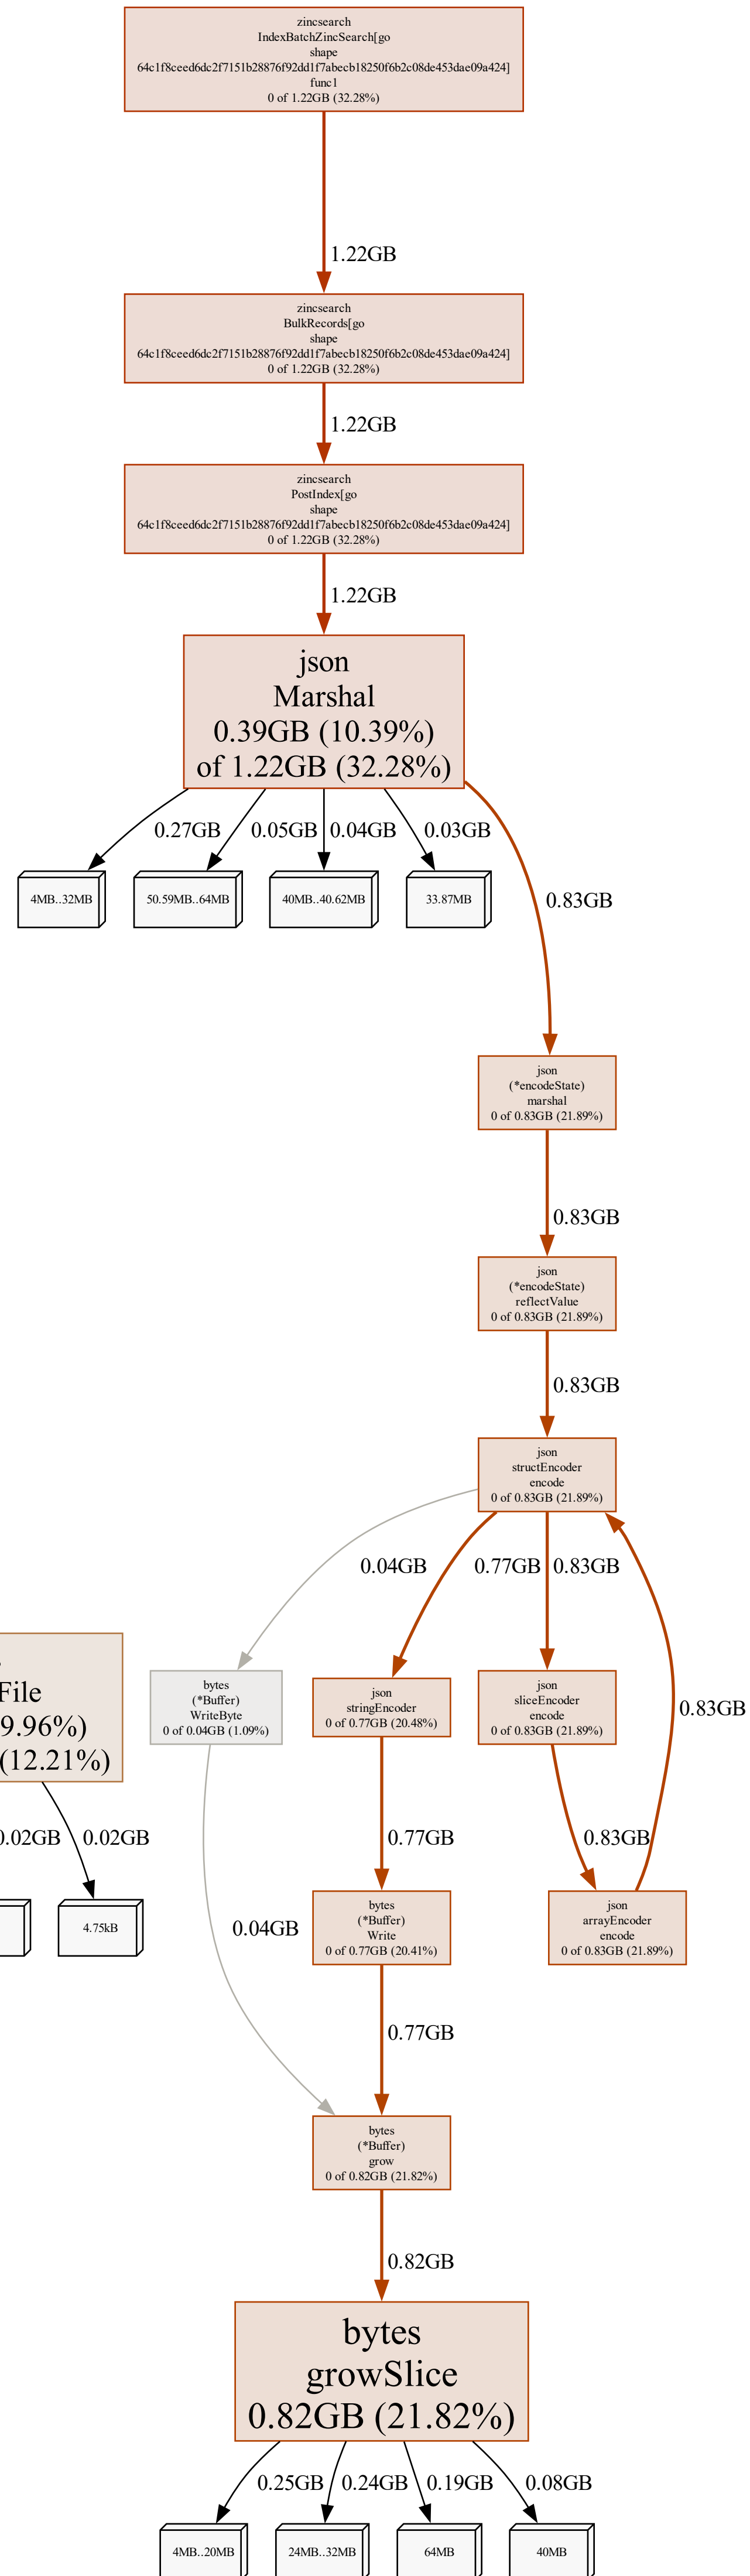 zincsearch
IndexBatchZincSearch[go
shape
64c1f8ceed6dc2f7151b28876f92dd1f7abecb18250f6b2c08de453dae09a424]
func1
0 of 1.22GB (32.28%)
1.22GB
zincsearch
BulkRecords[go
shape
64c1f8ceed6dc2f7151b28876f92dd1f7abecb18250f6b2c08de453dae09a424]
0 of 1.22GB (32.28%)
1.22GB
zincsearch
PostIndex[go
shape
64c1f8ceed6dc2f7151b28876f92dd1f7abecb18250f6b2c08de453dae09a424]
0 of 1.22GB (32.28%)
1.22GB
json
Marshal
0.39GB (10.39%)
of 1.22GB (32.28%)
0.27GB
0.05GB
0.04GB
0.03GB
4MB..32MB
50.59MB..64MB
40MB..40.62MB
33.87MB
0.83GB
json
(*encodeState)
marshal
0 of 0.83GB (21.89%)
0.83GB
json
(*encodeState)
reflectValue
0 of 0.83GB (21.89%)
0.83GB
json
structEncoder
encode
0 of 0.83GB (21.89%)
0.04GB
0.77GB
0.83GB
File
9.96%)
(12.21%)
bytes
(*Buffer)
WriteByte
0 of 0.04GB (1.09%)
json
stringEncoder
0 of 0.77GB (20.48%)
json
sliceEncoder
encode
0 of 0.83GB (21.89%)
0.83GB
0.02GB
0.02GB
0.77GB
0.83GB
4.75kB
0.04GB
bytes
(*Buffer)
Write
0 of 0.77GB (20.41%)
json
arrayEncoder
encode
0 of 0.83GB (21.89%)
0.77GB
bytes
(*Buffer)
grow
0 of 0.82GB (21.82%)
0.82GB
bytes
growSlice
0.82GB (21.82%)
0.25GB
0.24GB
0.19GB
0.08GB
4MB..20MB
24MB..32MB
64MB
40MB